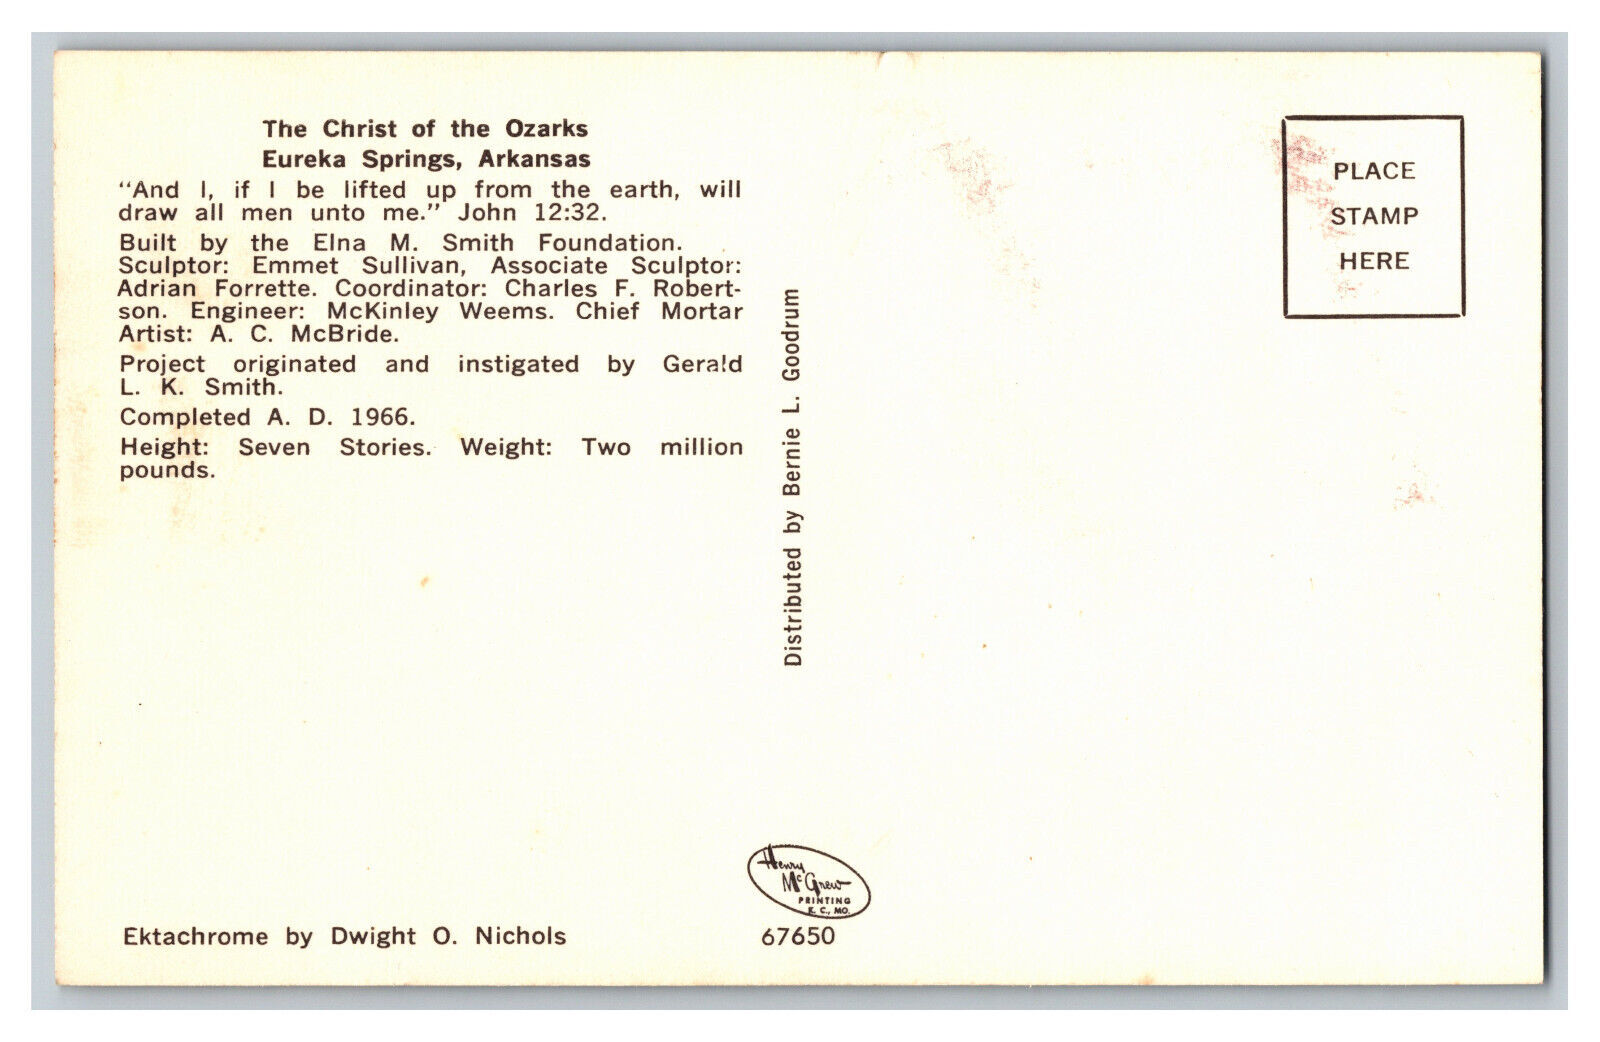 The Christ of the Ozarks
Eureka Springs, Arkansas
"And I, if I be lifted up from the earth, will
draw all men unto me." John 12:32.
Built by the Elna M. Smith Foundation.
Sculptor: Emmet Sullivan, Associate Sculptor:
Adrian Forrette. Coordinator: Charles F. Robert-
son. Engineer: McKinley Weems. Chief Mortar
Artist: A. C. McBride.
Project originated and instigated by Gerald
L. K. Smith.
Completed A. D. 1966.
Height: Seven Stories. Weight: Two million
pounds.
Ektachrome by Dwight O. Nichols
Distributed by Bernie L. Goodrum
Henry
McGrew
PRINTING
K. C., MO.
67650
PLACE
STAMP
HERE